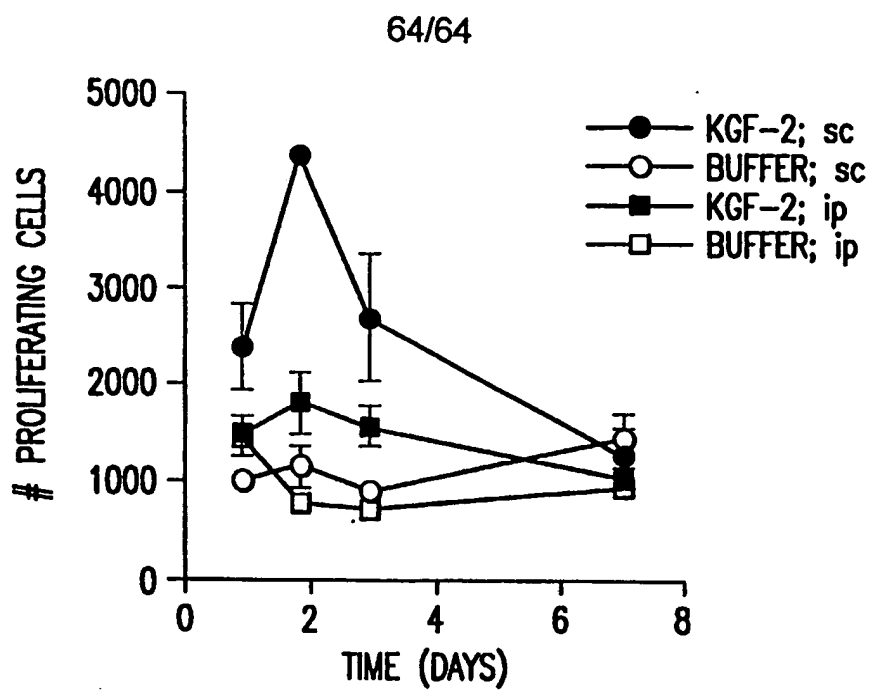 64/64
5000
4000
3000
2000
1000
0
# PROLIFERATING CELLS
KGF-2; sc
BUFFER; sc
KGF-2; ip
BUFFER; ip
0 2 4 6 8
TIME (DAYS)